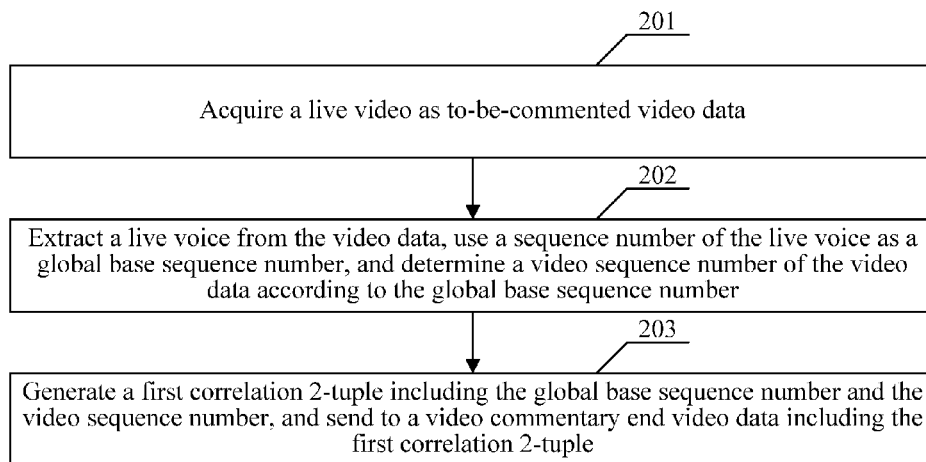 201
Acquire a live video as to-be-commented video data
202
Extract a live voice from the video data, use a sequence number of the live voice as a
global base sequence number, and determine a video sequence number of the video
data according to the global base sequence number
203
Generate a first correlation 2-tuple including the global base sequence number and the
video sequence number, and send to a video commentary end video data including the
first correlation 2-tuple